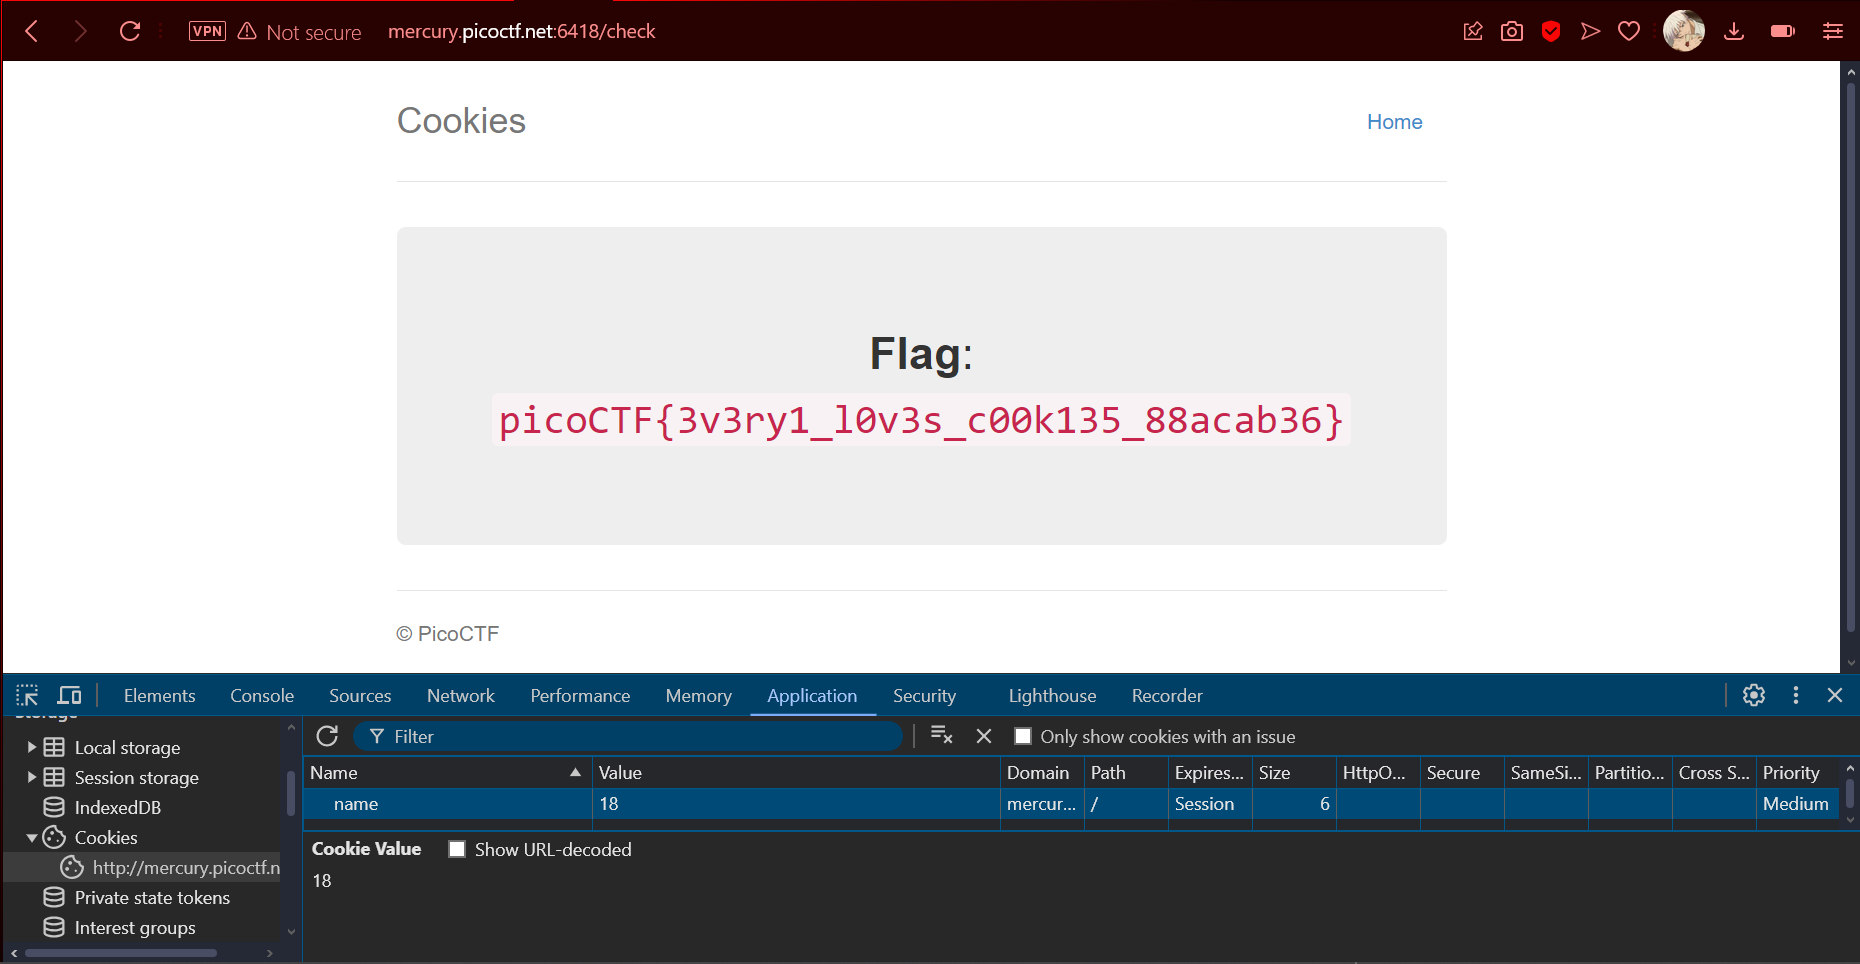 VPN Not secure mercury.picoctf.net:6418/check
Cookies Home
Flag:
picoCTF{3v3ry1_l0v3s_c00k135_88acab36}
© PicoCTF
Elements Console Sources Network Performance Memory Application Security Lighthouse Recorder
Storage
Local storage
Session storage
IndexedDB
Cookies
http://mercury.picoctf.n
Private state tokens
Interest groups
Filter Only show cookies with an issue
Name Value Domain Path Expires... Size HttpO... Secure SameSi... Partitio... Cross S... Priority
name 18 mercur... / Session 6 Medium
Cookie Value Show URL-decoded
18